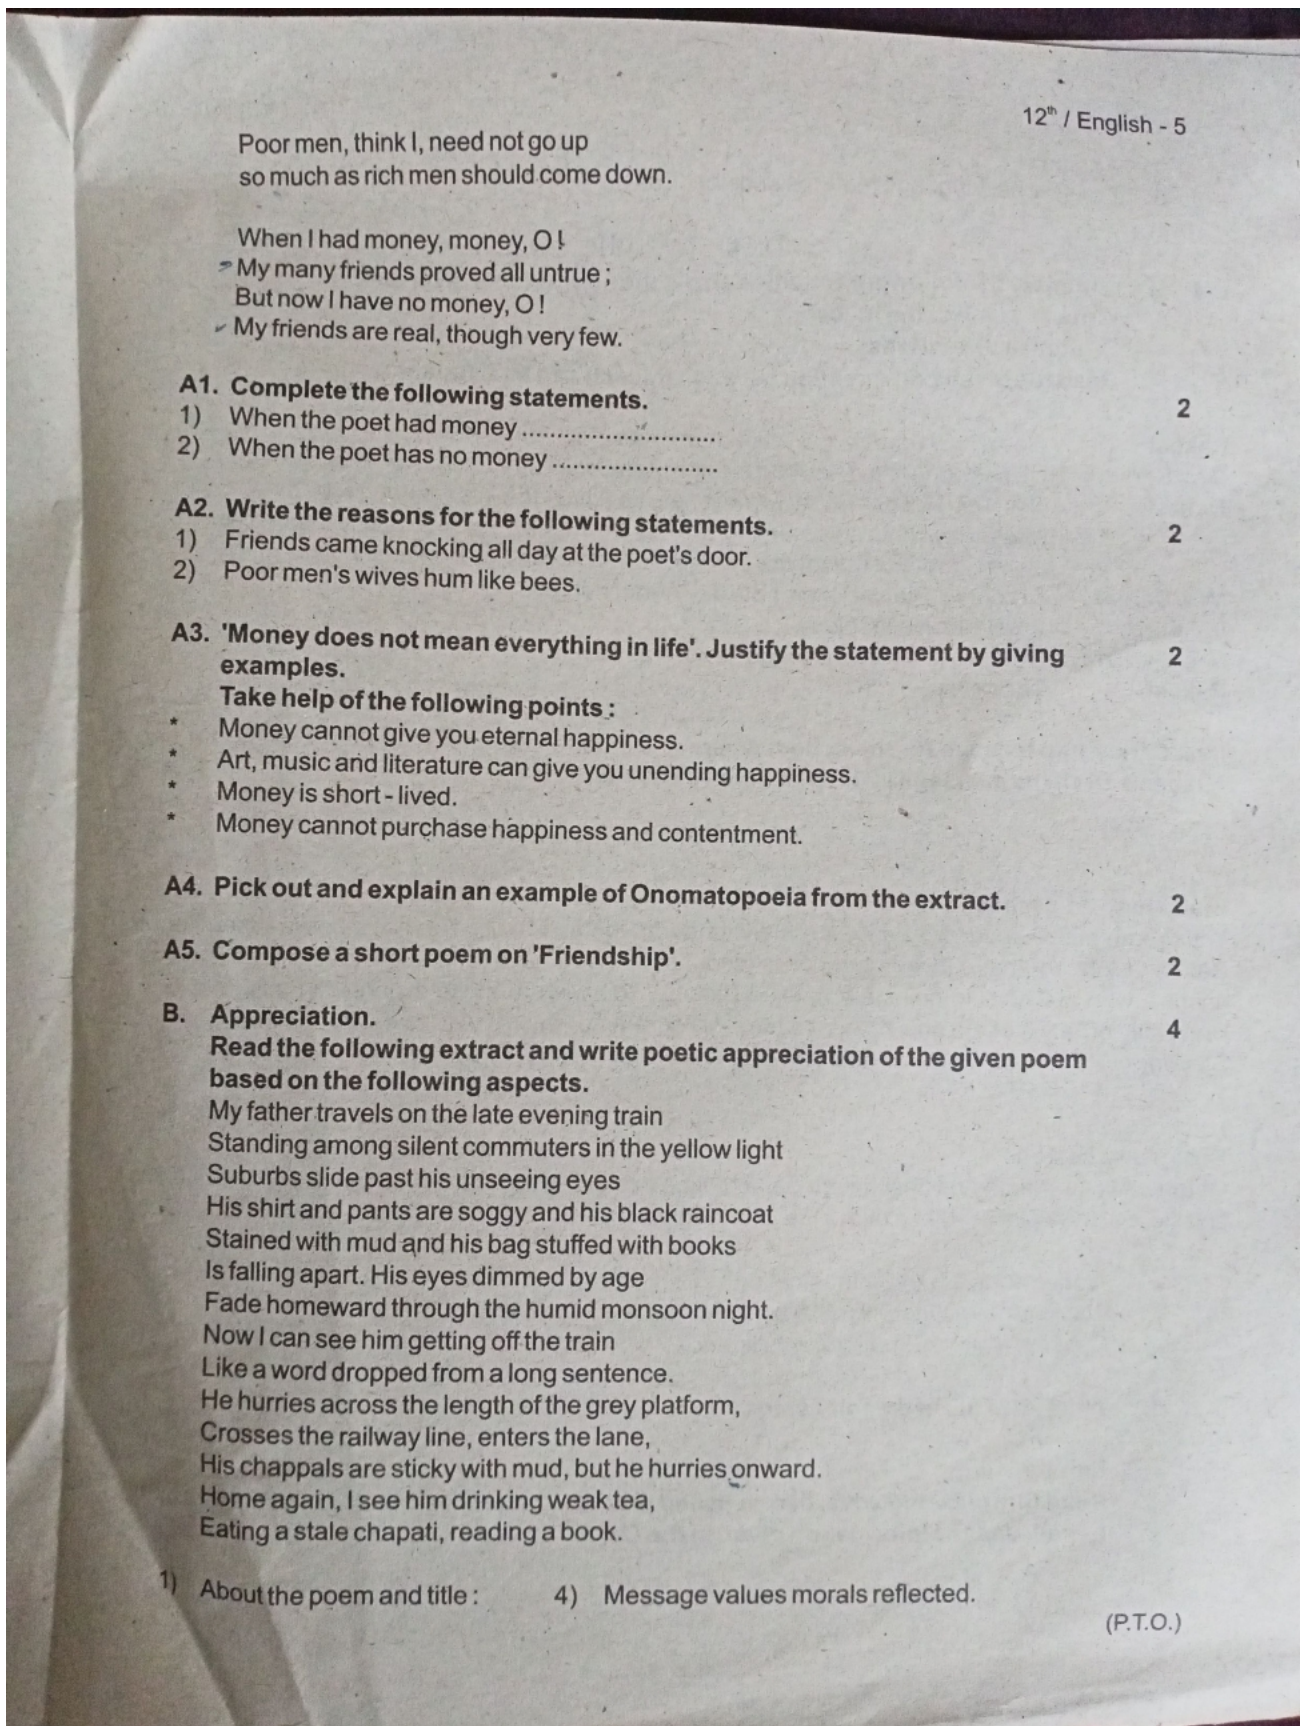 12th / English - 5
Poor men, think I, need not go up
so much as rich men should come down.
When I had money, money, O!
My many friends proved all untrue ;
But now I have no money, O !
My friends are real, though very few.
A1. Complete the following statements. 2
1) When the poet had money ............................
2) When the poet has no money ........................
A2. Write the reasons for the following statements. 2
1) Friends came knocking all day at the poet's door.
2) Poor men's wives hum like bees.
A3. 'Money does not mean everything in life'. Justify the statement by giving 2
examples.
Take help of the following points :
* Money cannot give you eternal happiness.
* Art, music and literature can give you unending happiness.
* Money is short - lived.
* Money cannot purchase happiness and contentment.
A4. Pick out and explain an example of Onomatopoeia from the extract. 2
A5. Compose a short poem on 'Friendship'. 2
B. Appreciation. 4
Read the following extract and write poetic appreciation of the given poem
based on the following aspects.
My father travels on the late evening train
Standing among silent commuters in the yellow light
Suburbs slide past his unseeing eyes
His shirt and pants are soggy and his black raincoat
Stained with mud and his bag stuffed with books
Is falling apart. His eyes dimmed by age
Fade homeward through the humid monsoon night.
Now I can see him getting off the train
Like a word dropped from a long sentence.
He hurries across the length of the grey platform,
Crosses the railway line, enters the lane,
His chappals are sticky with mud, but he hurries onward.
Home again, I see him drinking weak tea,
Eating a stale chapati, reading a book.
1) About the poem and title : 4) Message values morals reflected.
(P.T.O.)